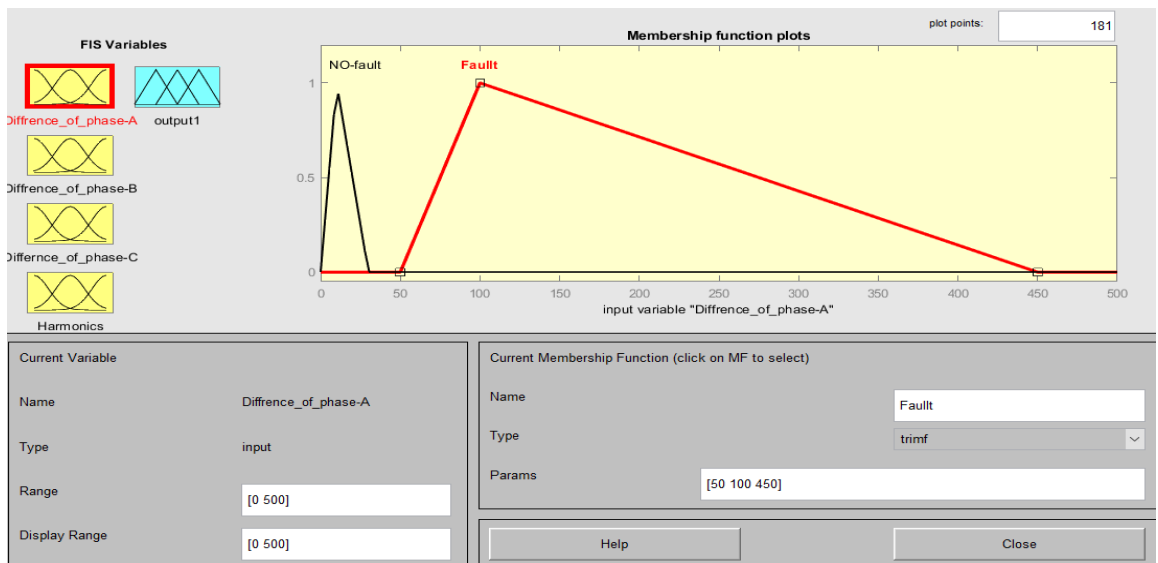 plot points:
181
FIS Variables
Membership function plots
NO-fault
Faullt
Diffrence_of_phase-A
output1
Diffrence_of_phase-B
Differnce_of_phase-C
Harmonics
1
0.5
0
0 50 100 150 200 250 300 350 400 450 500
input variable "Diffrence_of_phase-A"
Current Variable
Name
Diffrence_of_phase-A
Type
input
Range
[0 500]
Display Range
[0 500]
Current Membership Function (click on MF to select)
Name
Faullt
Type
trimf
Params
[50 100 450]
Help
Close